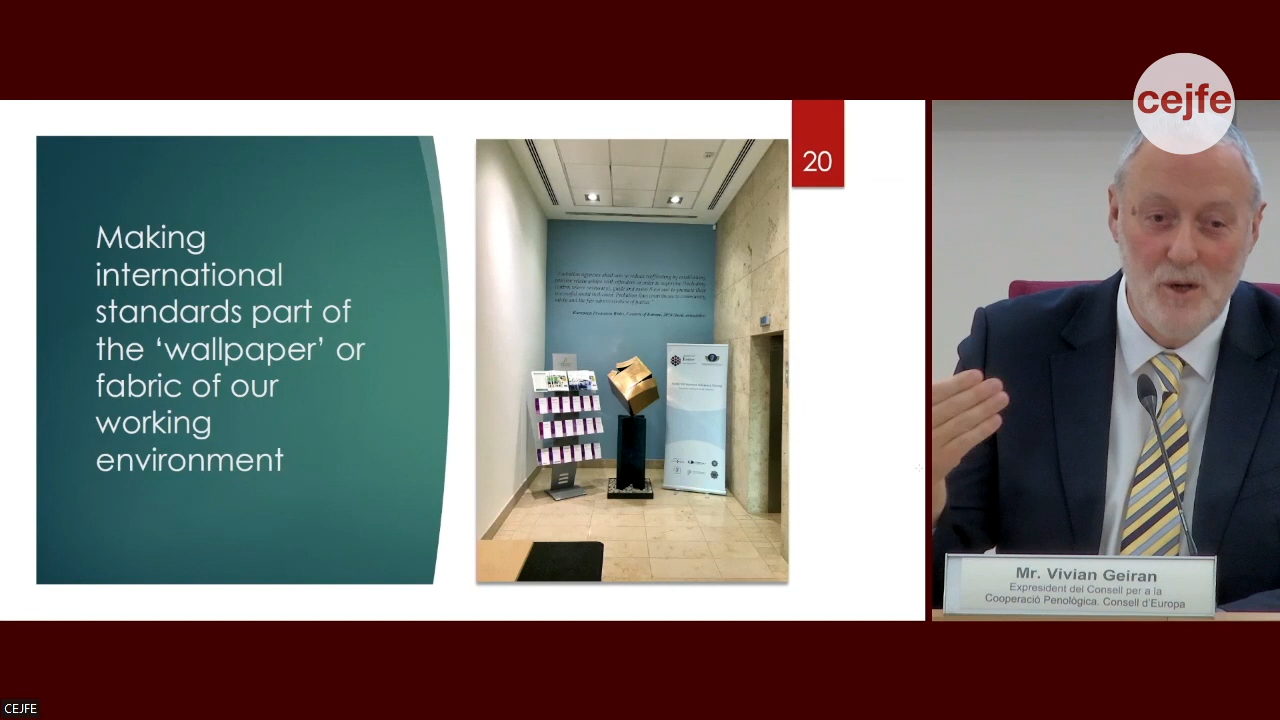 cejfe
20
Making
international
standards part of
the ‘wallpaper’ or
fabric of our
working
environment
Mr. Vivian Geiran
Expresident del Consell per a la
Cooperació Penològica. Consell d'Europa
CEJFE